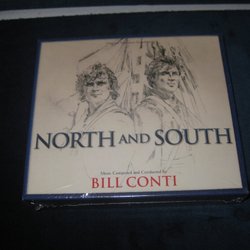 NORTH AND SOUTH
Music Composed and Conducted by
BILL CONTI